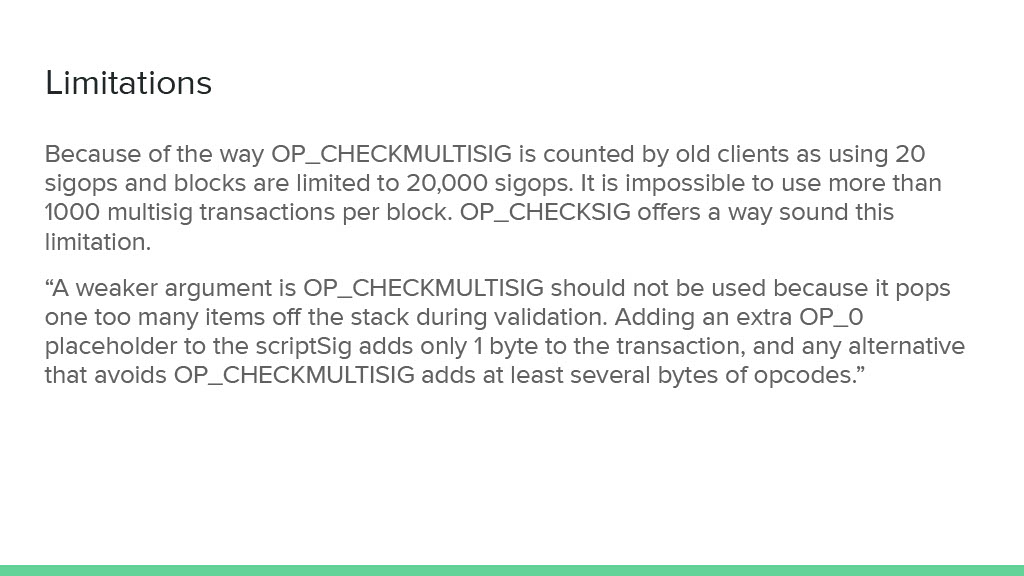 Limitations
Because of the way OP_CHECKMULTISIG is counted by old clients as using 20
sigops and blocks are limited to 20,000 sigops. It is impossible to use more than
1000 multisig transactions per block. OP_CHECKSIG offers a way sound this
limitation.
“A weaker argument is OP_CHECKMULTISIG should not be used because it pops
one too many items off the stack during validation. Adding an extra OP_0
placeholder to the scriptSig adds only 1 byte to the transaction, and any alternative
that avoids OP_CHECKMULTISIG adds at least several bytes of opcodes.”